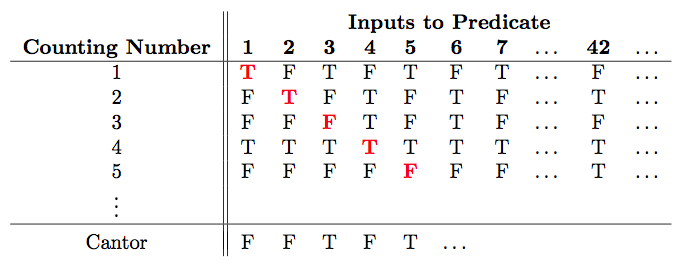 Inputs to Predicate
Counting Number 1 2 3 4 5 6 7 ... 42 ...
1 T F T F T F T ... F ...
2 F T F T F T F ... T ...
3 F F F T F T F ... F ...
4 T T T T T T T ... T ...
5 F F F F F F F ... T ...
⋮
Cantor F F T F T ...